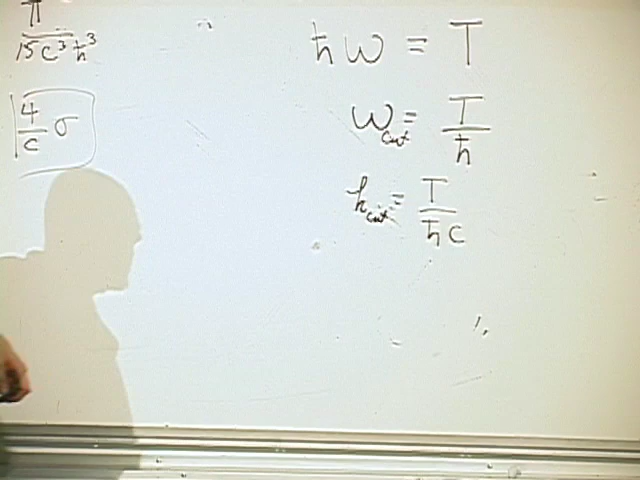 π
15c³ħ³
4/c σ
ħω = T
ω_cut = T/ħ
k_cut = T/ħc